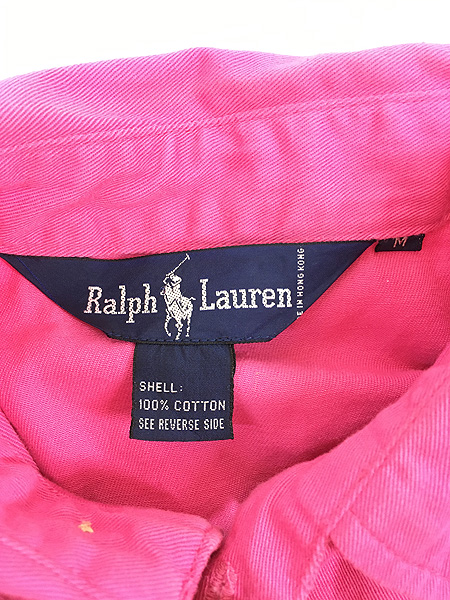 Ralph Lauren
E IN HONG KONG
M
SHELL:
100% COTTON
SEE REVERSE SIDE